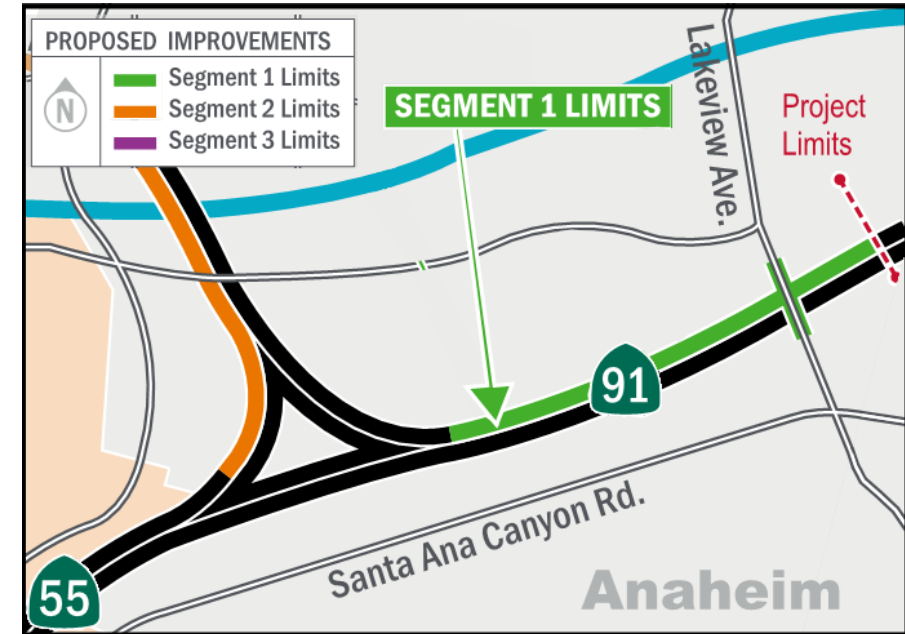 PROPOSED IMPROVEMENTS
N
Segment 1 Limits
Segment 2 Limits
Segment 3 Limits
SEGMENT 1 LIMITS
Lakeview Ave.
Project
Limits
91
Santa Ana Canyon Rd.
55
Anaheim